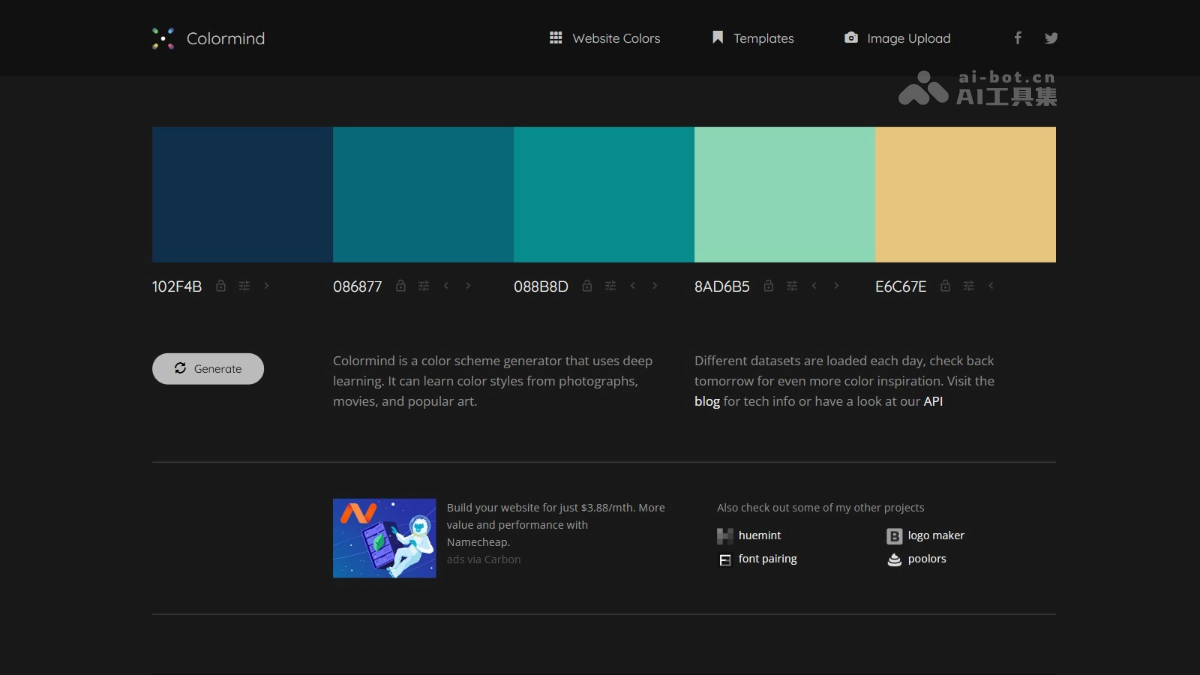 Colormind
Website Colors
Templates
Image Upload
ai-bot.cn
AI工具集
102F4B
086877
088B8D
8AD6B5
E6C67E
Generate
Colormind is a color scheme generator that uses deep
learning. It can learn color styles from photographs,
movies, and popular art.
Different datasets are loaded each day, check back
tomorrow for even more color inspiration. Visit the
blog for tech info or have a look at our API
Build your website for just $3.88/mth. More
value and performance with
Namecheap.
ads via Carbon
Also check out some of my other projects
huemint
logo maker
font pairing
poolors